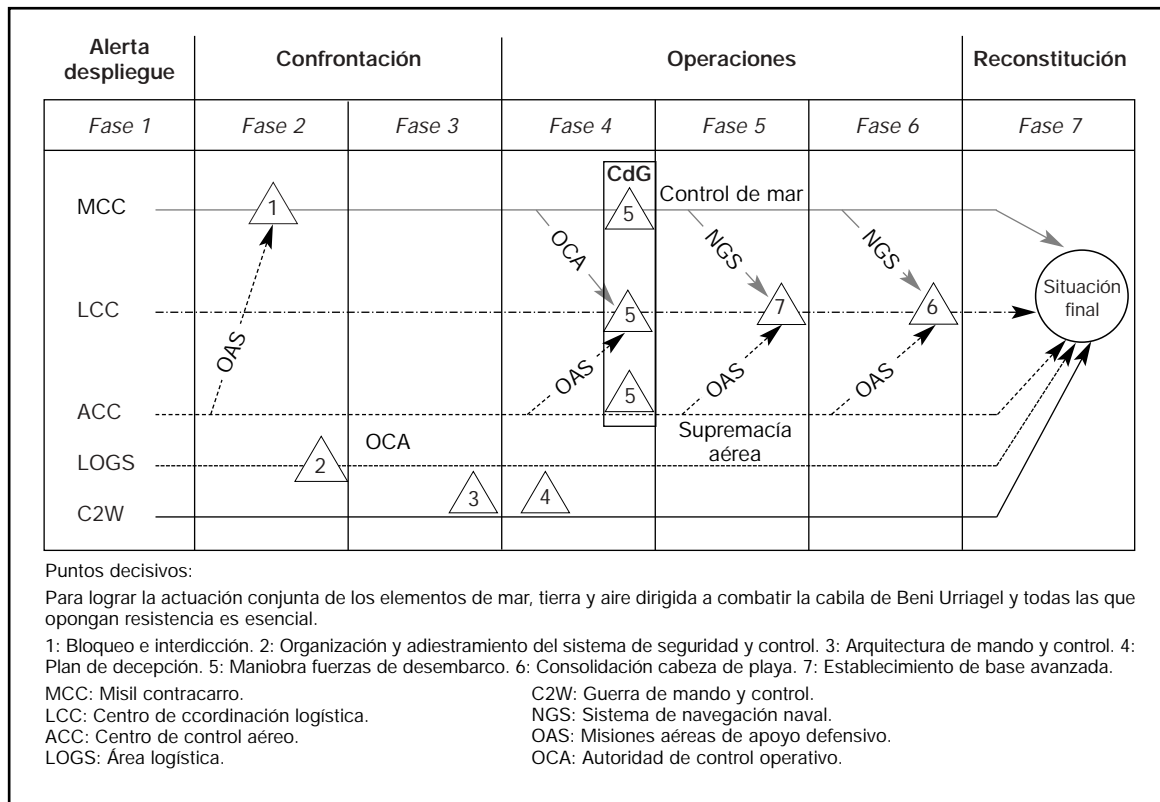 Alerta
despliegue
Confrontación
Operaciones
Reconstitución
Fase 1
Fase 2
Fase 3
Fase 4
Fase 5
Fase 6
Fase 7
CdG
MCC
1
5
Control de mar
OCA
NGS
NGS
LCC
5
7
6
Situación
final
OAS
OAS
OAS
OAS
5
ACC
Supremacía
aérea
OCA
LOGS
2
3
4
C2W
Puntos decisivos:
Para lograr la actuación conjunta de los elementos de mar, tierra y aire dirigida a combatir la cabila de Beni Urriagel y todas las que
opongan resistencia es esencial.
1: Bloqueo e interdicción. 2: Organización y adiestramiento del sistema de seguridad y control. 3: Arquitectura de mando y control. 4:
Plan de decepción. 5: Maniobra fuerzas de desembarco. 6: Consolidación cabeza de playa. 7: Establecimiento de base avanzada.
MCC: Misil contracarro.
LCC: Centro de ccordinación logística.
ACC: Centro de control aéreo.
LOGS: Área logística.
C2W: Guerra de mando y control.
NGS: Sistema de navegación naval.
OAS: Misiones aéreas de apoyo defensivo.
OCA: Autoridad de control operativo.